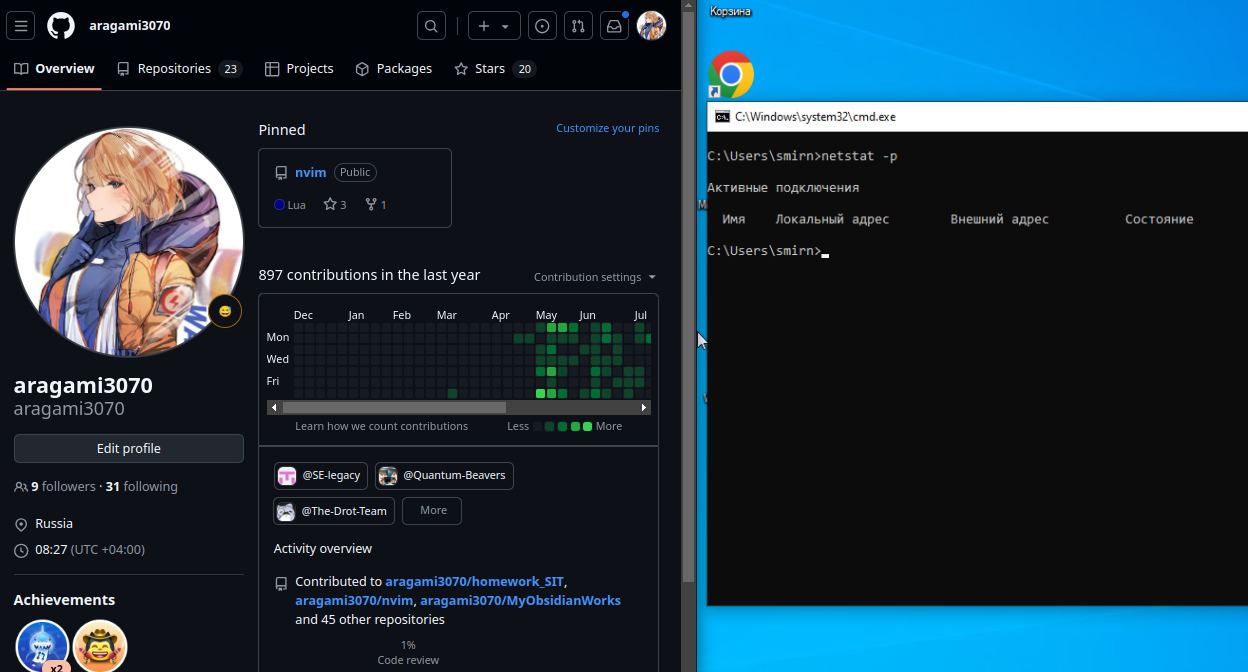 aragami3070
Overview
Repositories 23
Projects
Packages
Stars 20
Pinned
Customize your pins
nvim Public
Lua 3 1
897 contributions in the last year
Contribution settings
Dec Jan Feb Mar Apr May Jun Jul
Mon
Wed
Fri
Learn how we count contributions
Less More
aragami3070
aragami3070
Edit profile
9 followers · 31 following
Russia
08:27 (UTC +04:00)
Achievements
x2
@SE-legacy
@Quantum-Beavers
@The-Drot-Team
More
Activity overview
Contributed to aragami3070/homework_SIT,
aragami3070/nvim, aragami3070/MyObsidianWorks
and 45 other repositories
1%
Code review
Корзина
C:\Windows\system32\cmd.exe
C:\Users\smirn>netstat -p
Активные подключения
Имя Локальный адрес Внешний адрес Состояние
C:\Users\smirn>